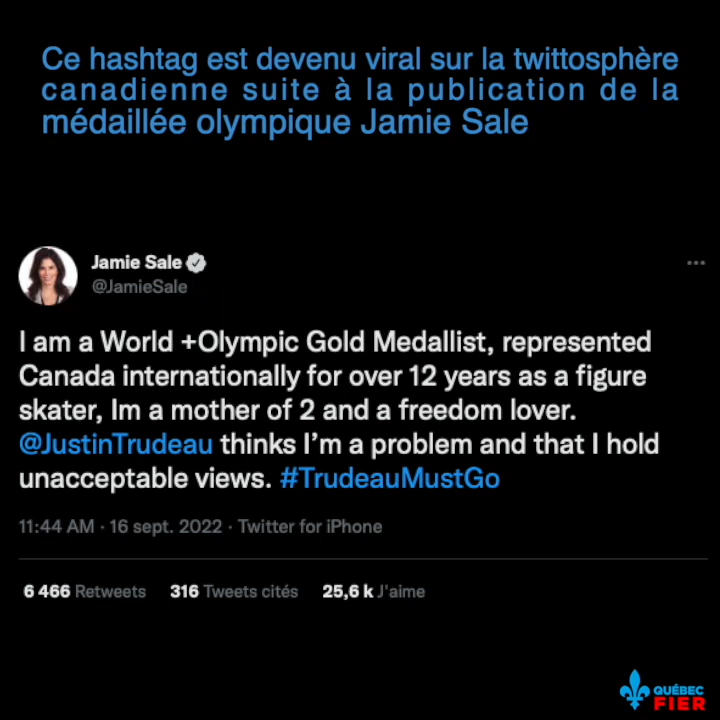 Ce hashtag est devenu viral sur la twittosphère
canadienne suite à la publication de la
médaillée olympique Jamie Sale
Jamie Sale
@JamieSale
I am a World +Olympic Gold Medallist, represented
Canada internationally for over 12 years as a figure
skater, Im a mother of 2 and a freedom lover.
@JustinTrudeau thinks I'm a problem and that I hold
unacceptable views. #TrudeauMustGo
11:44 AM · 16 sept. 2022 · Twitter for iPhone
6 466 Retweets 316 Tweets cités 25,6 k J'aime
QUÉBEC
FIER